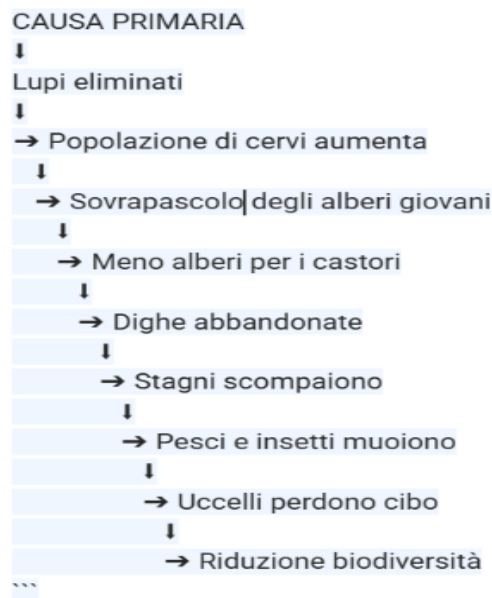 CAUSA PRIMARIA
⬇
Lupi eliminati
⬇
➔ Popolazione di cervi aumenta
⬇
➔ Sovrapascolo degli alberi giovani
⬇
➔ Meno alberi per i castori
⬇
➔ Dighe abbandonate
⬇
➔ Stagni scompaiono
⬇
➔ Pesci e insetti muoiono
⬇
➔ Uccelli perdono cibo
⬇
➔ Riduzione biodiversità
```